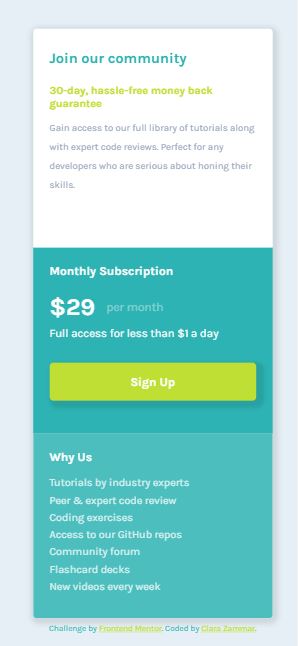 Join our community
30-day, hassle-free money back
guarantee
Gain access to our full library of tutorials along
with expert code reviews. Perfect for any
developers who are serious about honing their
skills.
Monthly Subscription
$29 per month
Full access for less than $1 a day
Sign Up
Why Us
Tutorials by industry experts
Peer & expert code review
Coding exercises
Access to our GitHub repos
Community forum
Flashcard decks
New videos every week
Challenge by Frontend Mentor. Coded by Clara Zammar.